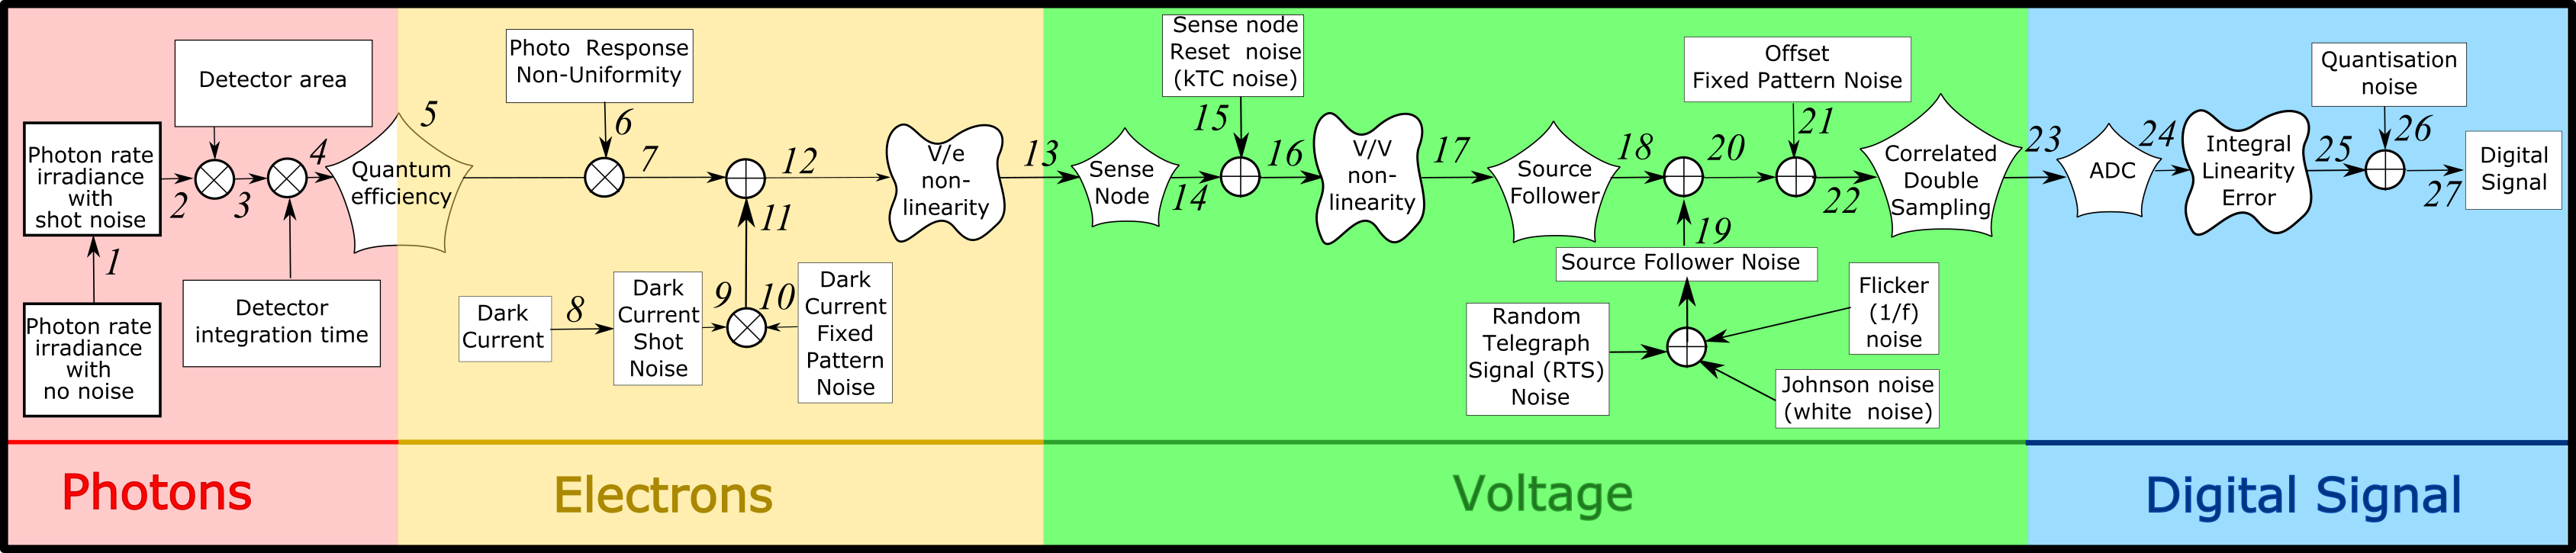 Detector area
Photon rate
irradiance
with
shot noise
1
2
3
4
5
Quantum
efficiency
Photon rate
irradiance
with
no noise
Detector
integration time
Photo Response
Non-Uniformity
6
7
Dark
Current
8
Dark
Current
Shot
Noise
9
10
Dark
Current
Fixed
Pattern
Noise
11
12
V/e
non-
linearity
13
Sense
Node
14
Sense node
Reset noise
(kTC noise)
15
16
V/V
non-
linearity
17
Source
Follower
18
19
Source Follower Noise
Random
Telegraph
Signal (RTS)
Noise
Flicker
(1/f)
noise
Johnson noise
(white noise)
20
Offset
Fixed Pattern Noise
21
22
Correlated
Double
Sampling
23
ADC
24
Integral
Linearity
Error
25
Quantisation
noise
26
27
Digital
Signal
Photons
Electrons
Voltage
Digital Signal